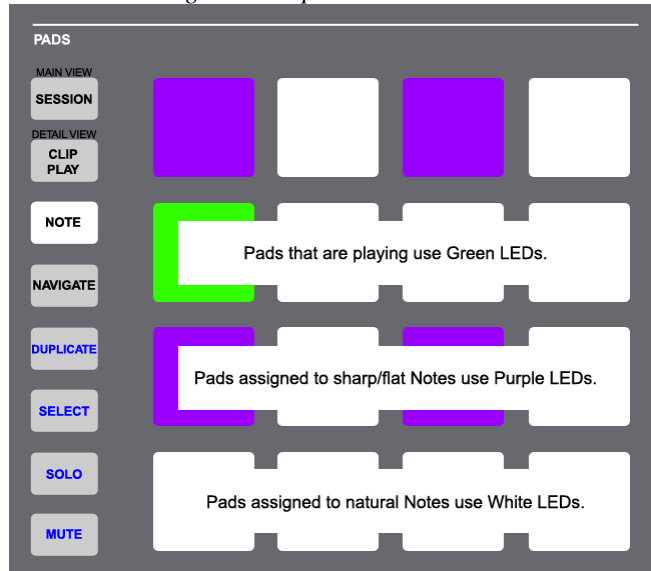 PADS
MAIN VIEW
SESSION
DETAIL VIEW
CLIP
PLAY
NOTE
Pads that are playing use Green LEDs.
NAVIGATE
DUPLICATE
Pads assigned to sharp/flat Notes use Purple LEDs.
SELECT
SOLO
Pads assigned to natural Notes use White LEDs.
MUTE